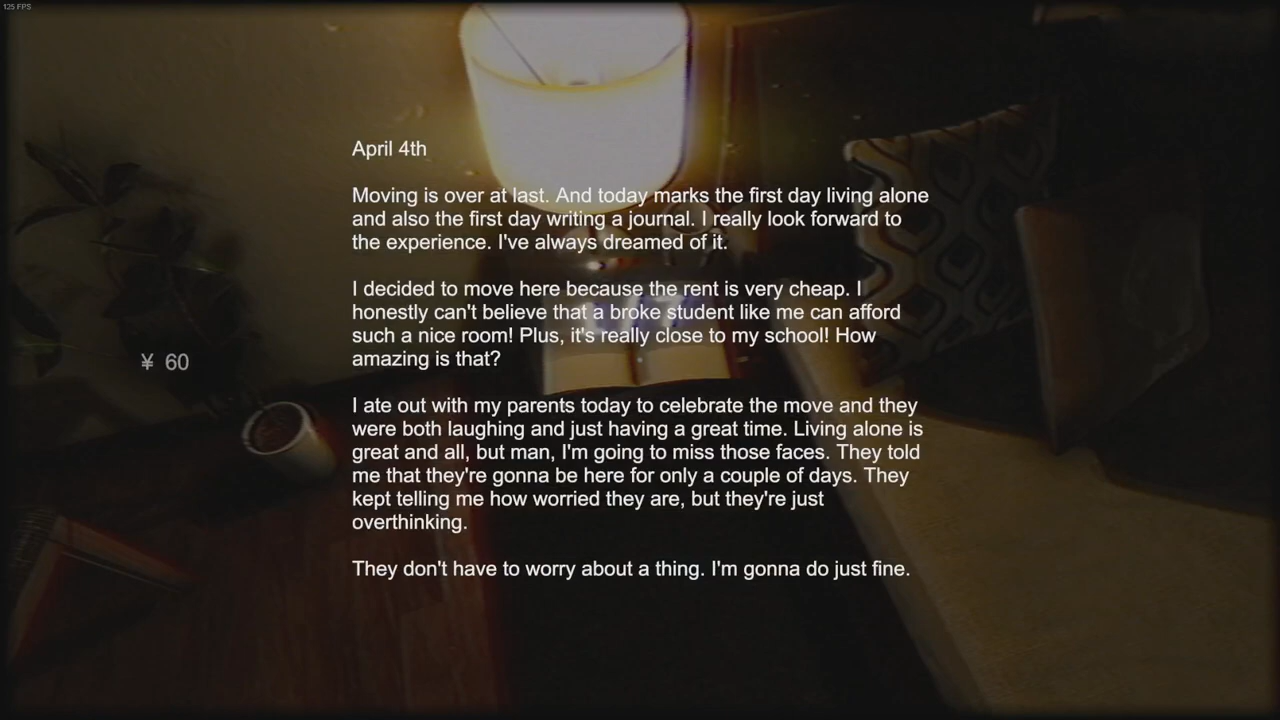 125 FPS
April 4th
Moving is over at last. And today marks the first day living alone
and also the first day writing a journal. I really look forward to
the experience. I've always dreamed of it.
I decided to move here because the rent is very cheap. I
honestly can't believe that a broke student like me can afford
such a nice room! Plus, it's really close to my school! How
amazing is that?
¥ 60
I ate out with my parents today to celebrate the move and they
were both laughing and just having a great time. Living alone is
great and all, but man, I'm going to miss those faces. They told
me that they're gonna be here for only a couple of days. They
kept telling me how worried they are, but they're just
overthinking.
They don't have to worry about a thing. I'm gonna do just fine.